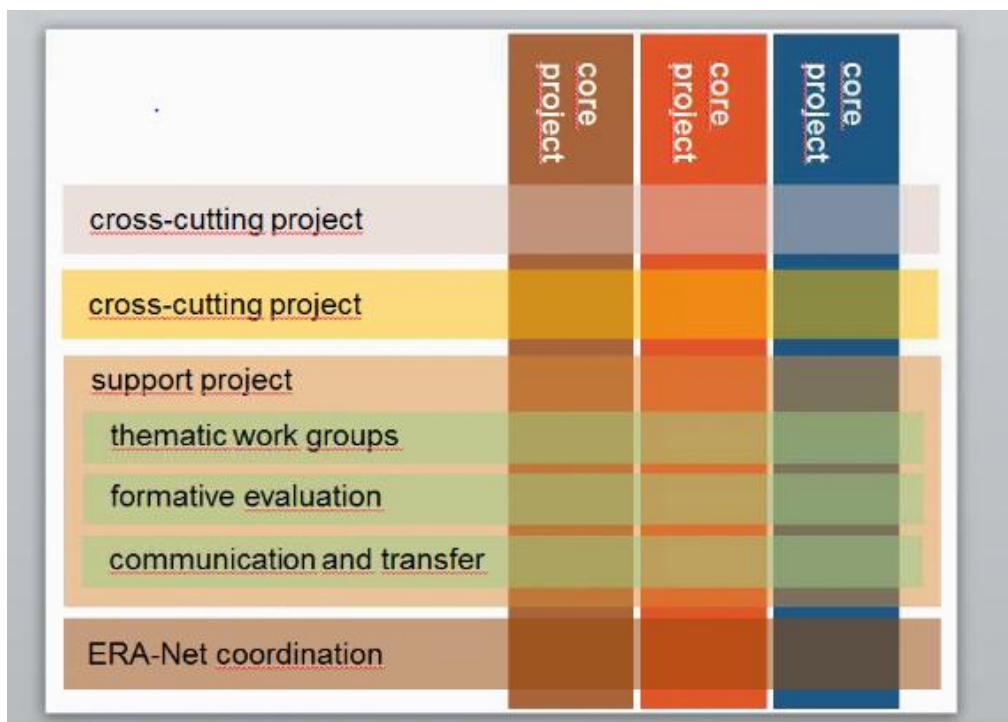 core
project
core
project
core
project
cross-cutting project
cross-cutting project
support project
thematic work groups
formative evaluation
communication and transfer
ERA-Net coordination